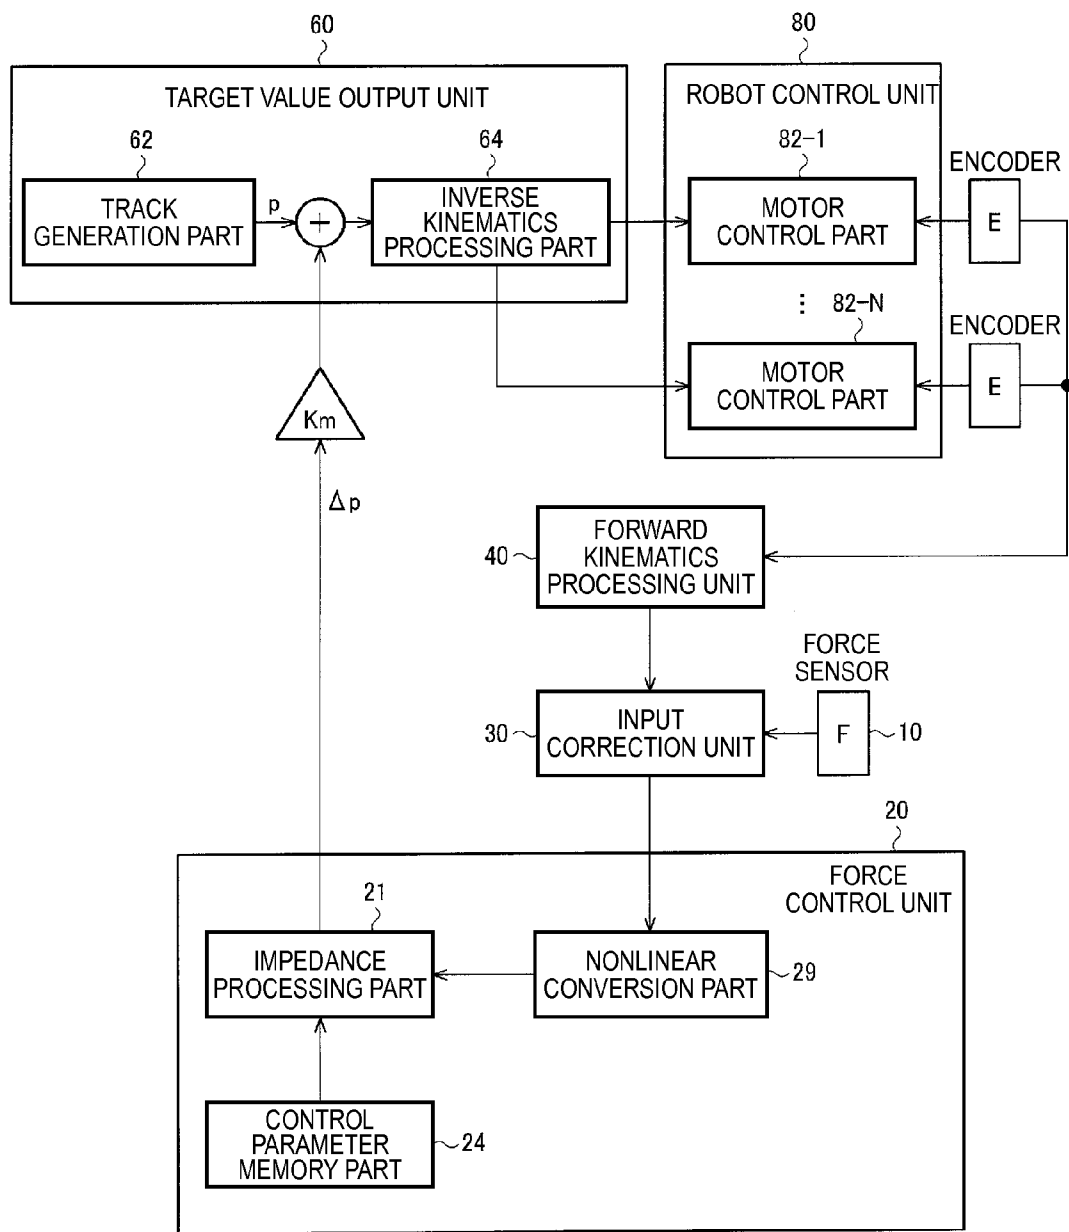 60
80
TARGET VALUE OUTPUT UNIT
ROBOT CONTROL UNIT
62
64
82-1
ENCODER
TRACK
GENERATION PART
p
+
INVERSE
KINEMATICS
PROCESSING PART
MOTOR
CONTROL PART
E
⋮
82-N
ENCODER
MOTOR
CONTROL PART
E
Km
Δp
40
FORWARD
KINEMATICS
PROCESSING UNIT
FORCE
SENSOR
30
INPUT
CORRECTION UNIT
F
10
20
FORCE
CONTROL UNIT
21
IMPEDANCE
PROCESSING PART
NONLINEAR
CONVERSION PART
29
CONTROL
PARAMETER
MEMORY PART
24